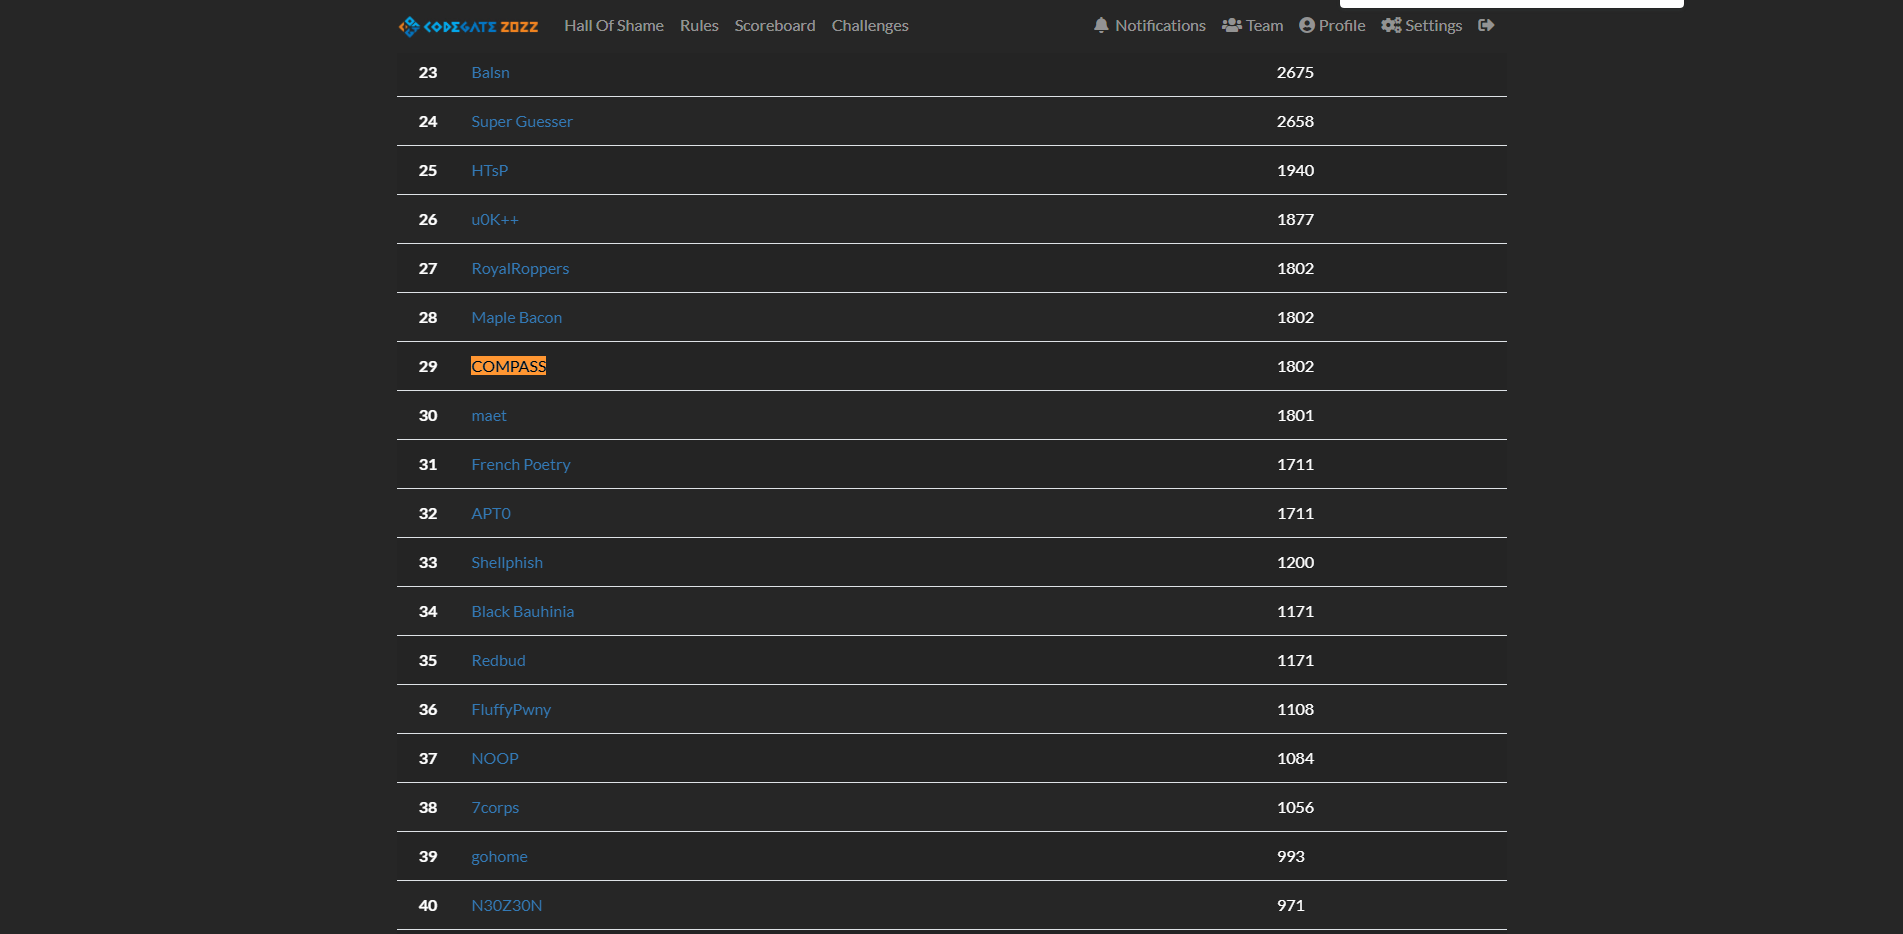 CODEGATE 2022 Hall Of Shame Rules Scoreboard Challenges Notifications Team Profile Settings
23 Balsn 2675
24 Super Guesser 2658
25 HTsP 1940
26 u0K++ 1877
27 RoyalRoppers 1802
28 Maple Bacon 1802
29 COMPASS 1802
30 maet 1801
31 French Poetry 1711
32 APT0 1711
33 Shellphish 1200
34 Black Bauhinia 1171
35 Redbud 1171
36 FluffyPwny 1108
37 NOOP 1084
38 7corps 1056
39 gohome 993
40 N30Z30N 971